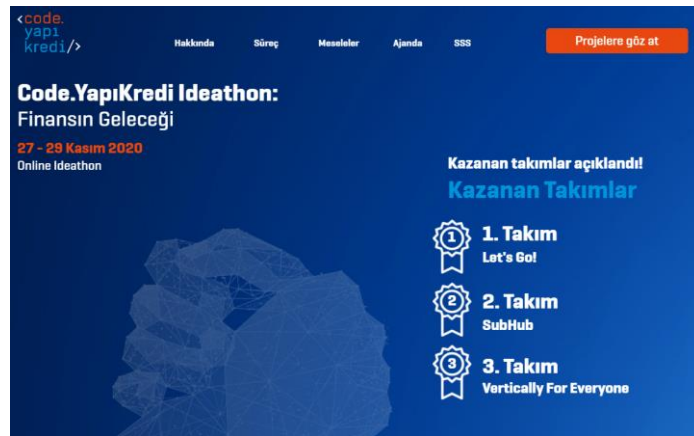 <code.
yapı
kredi/>
Hakkında
Süreç
Meseleler
Ajanda
SSS
Projelere göz at
Code.YapıKredi Ideathon:
Finansın Geleceği
27 - 29 Kasım 2020
Online Ideathon
Kazanan takımlar açıklandı!
Kazanan Takımlar
1
1. Takım
Let's Go!
2
2. Takım
SubHub
3
3. Takım
Vertically For Everyone